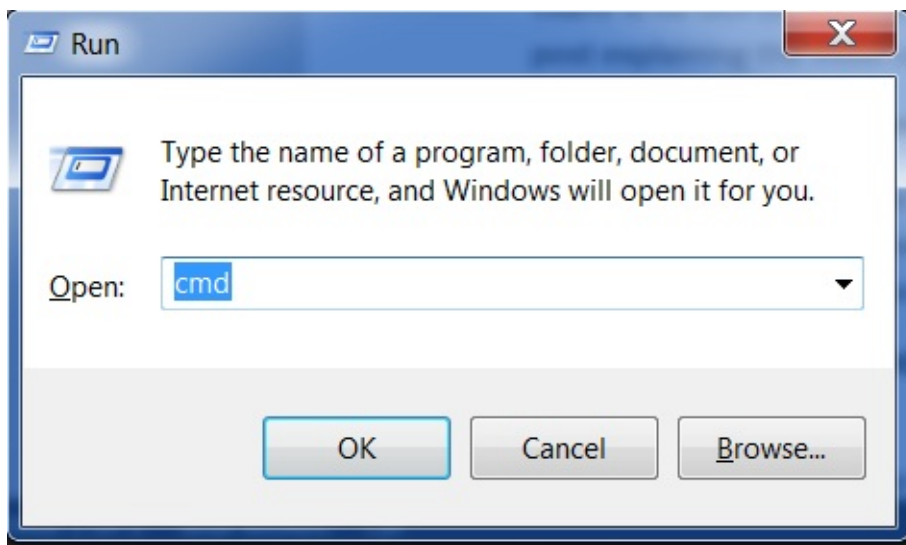 Run
Type the name of a program, folder, document, or
Internet resource, and Windows will open it for you.
Open: cmd
OK Cancel Browse...